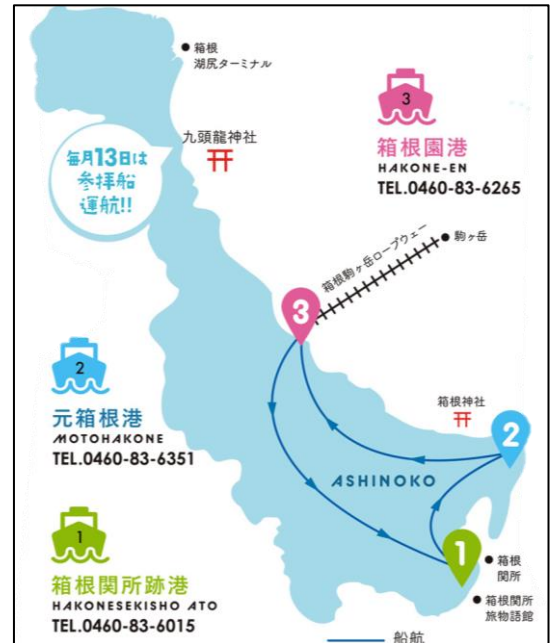 箱根
湖尻ターミナル
九頭龍神社
毎月13日は
参拝船
運航!!
3
箱根園港
HAKONE-EN
TEL.0460-83-6265
駒ヶ岳
箱根駒ヶ岳ロープウェー
3
2
元箱根港
MOTOHAKONE
TEL.0460-83-6351
箱根神社
2
ASHINOKO
1
箱根関所跡港
HAKONESEKISHO ATO
TEL.0460-83-6015
1
箱根
関所
箱根関所
旅物語館
船航